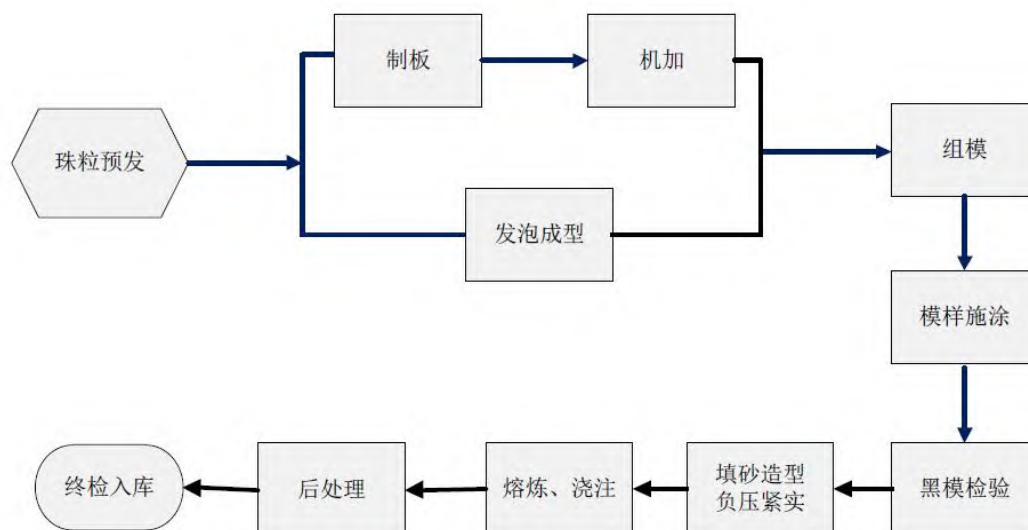 制板
机加
珠粒预发
组模
发泡成型
模样施涂
终检入库
后处理
熔炼、浇注
填砂造型
负压紧实
黑模检验